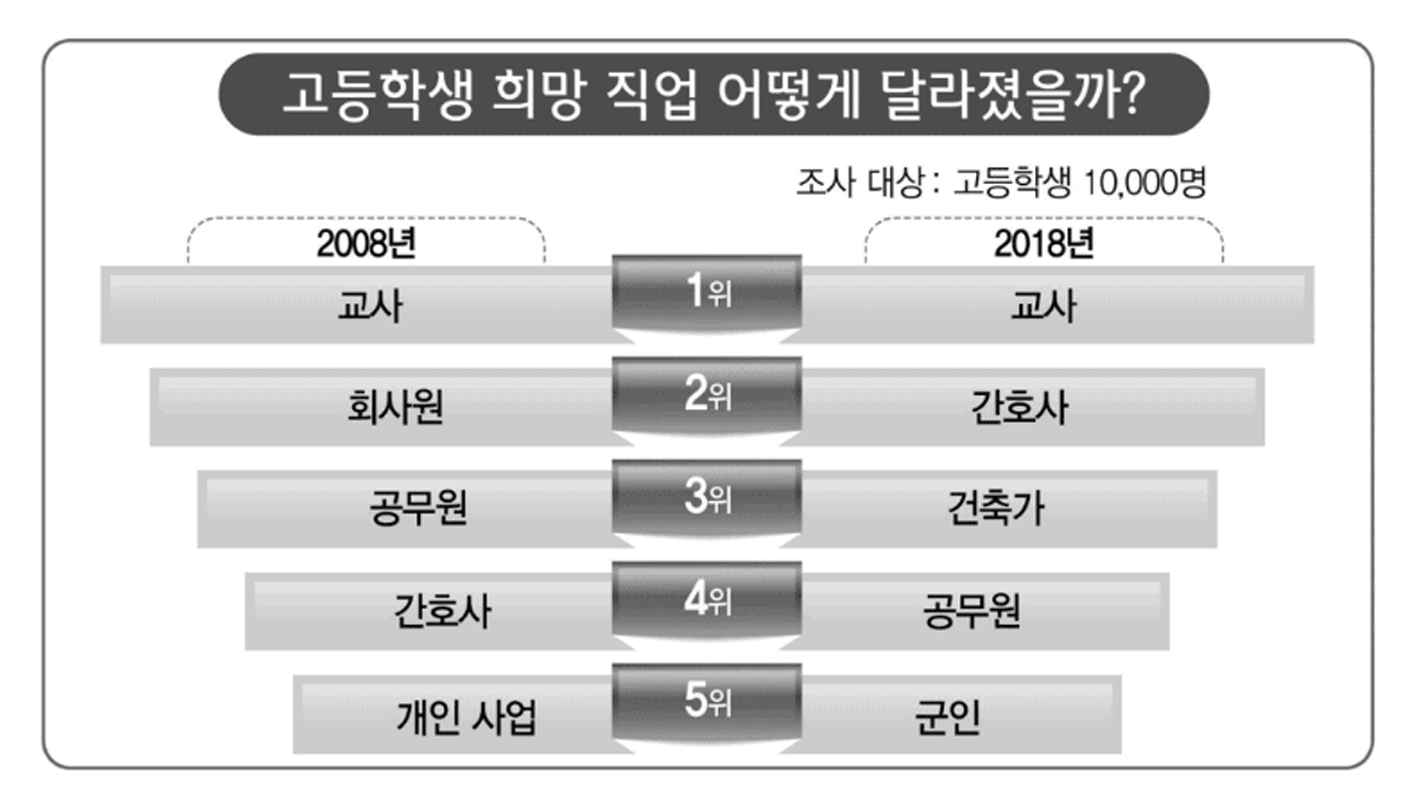 고등학생 희망 직업 어떻게 달라졌을까?
조사 대상: 고등학생 10,000명
2008년 2018년
교사 1위 교사
회사원 2위 간호사
공무원 3위 건축가
간호사 4위 공무원
개인 사업 5위 군인